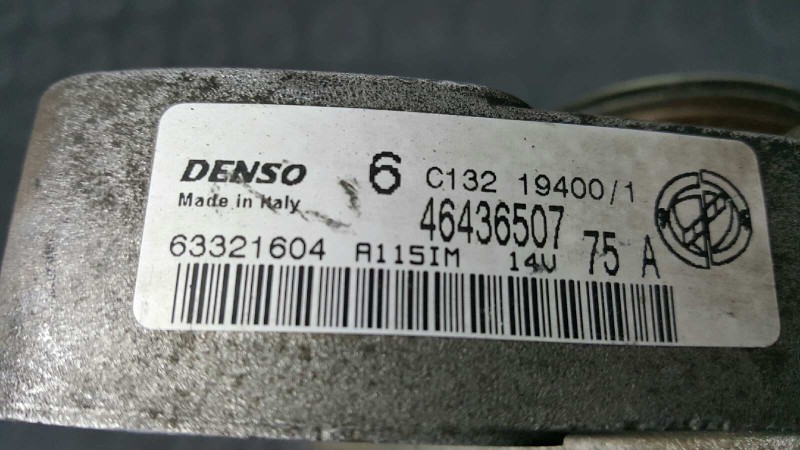 DENSO 6 C132 19400/1
Made in Italy 46436507 75 A
63321604 A115IM 14V